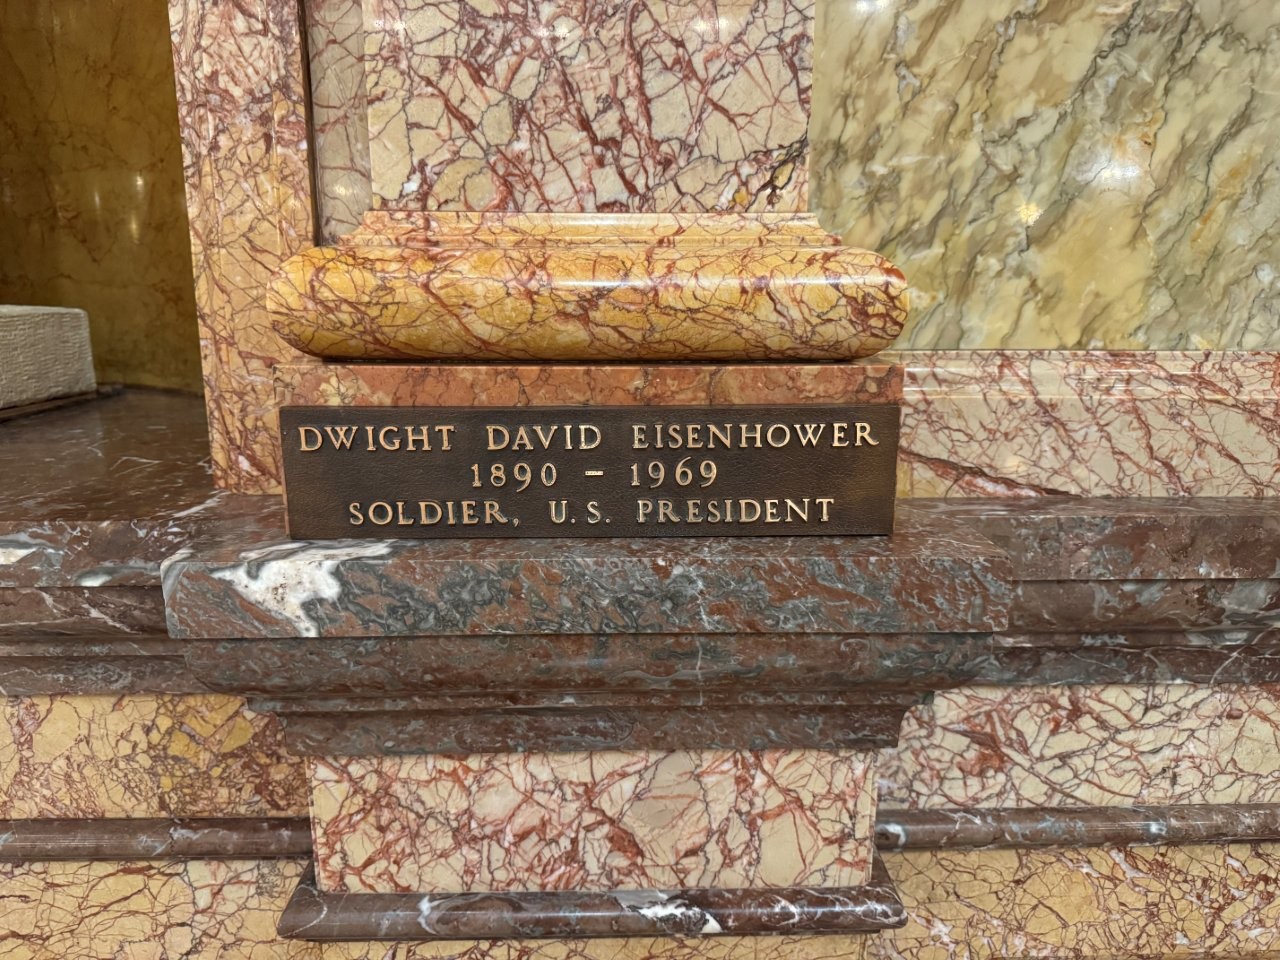 DWIGHT DAVID EISENHOWER
1890 – 1969
SOLDIER, U.S. PRESIDENT